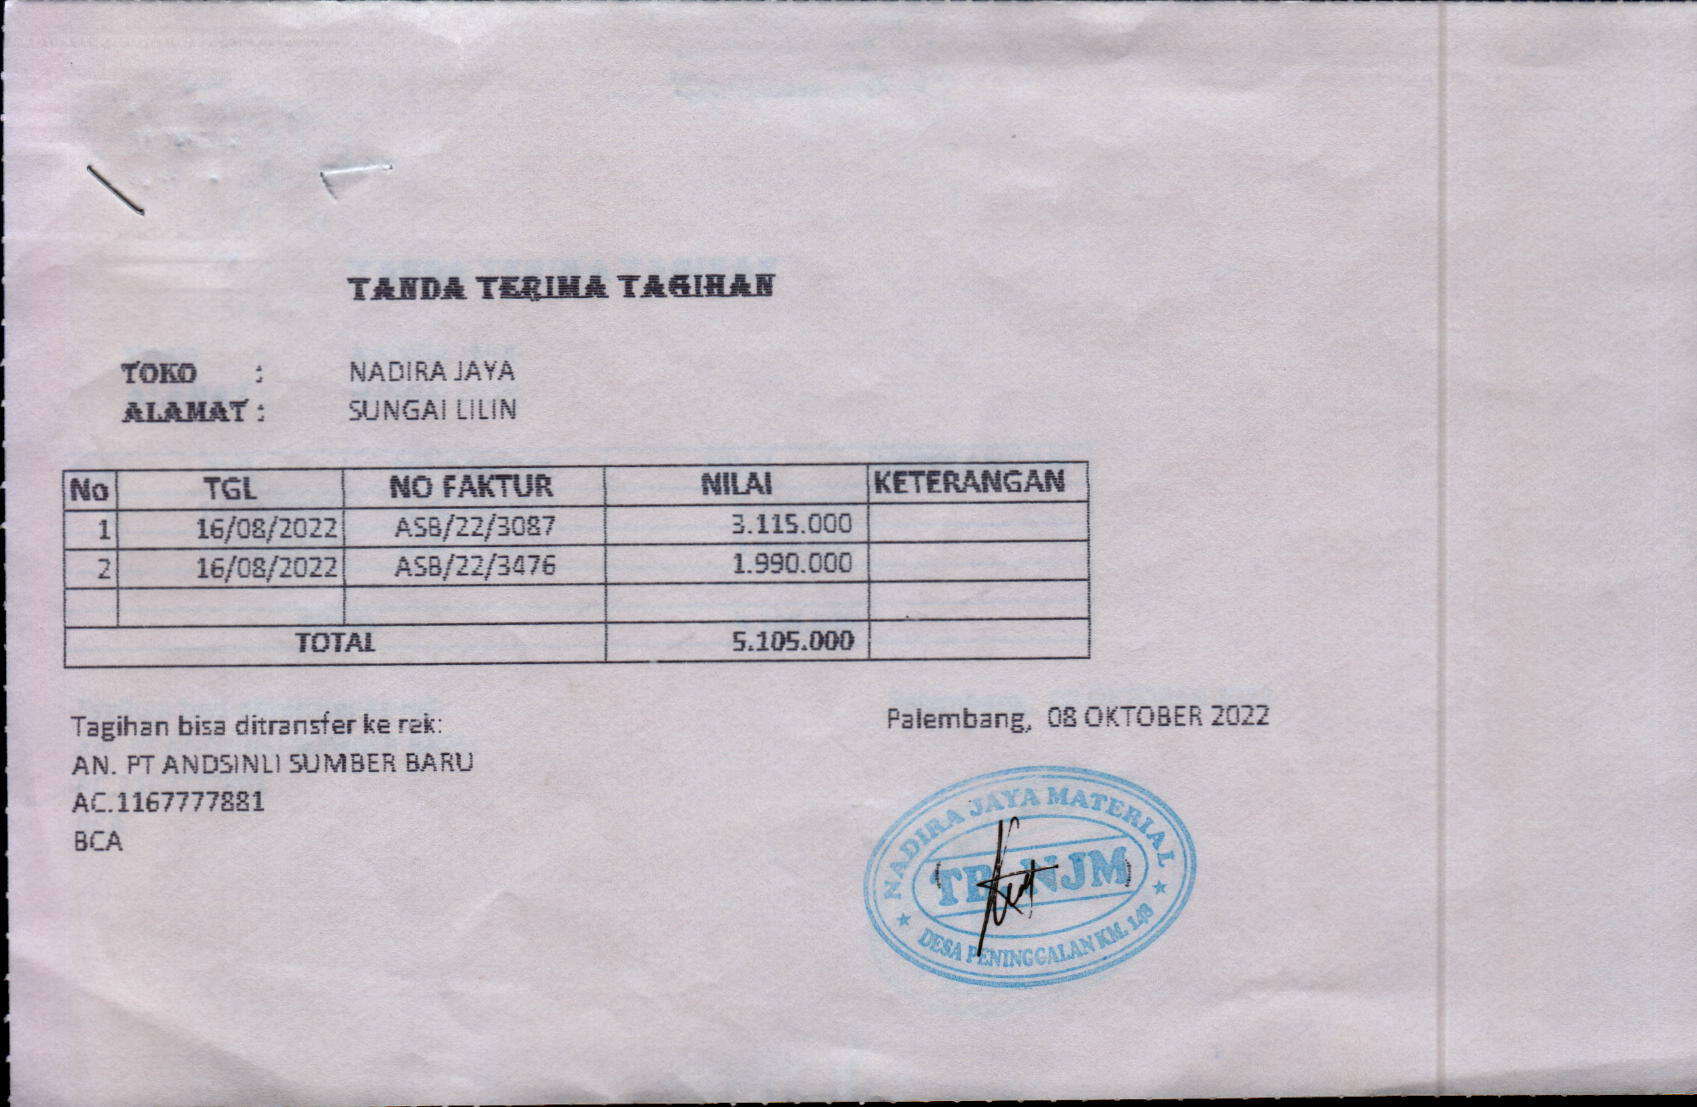 TANDA TERIMA TAGIHAN
TOKO : NADIRA JAYA
ALAMAT : SUNGAI LILIN
No TGL NO FAKTUR NILAI KETERANGAN
1 16/08/2022 ASB/22/3087 3.115.000
2 16/08/2022 ASB/22/3476 1.990.000
TOTAL 5.105.000
Tagihan bisa ditransfer ke rek:
AN. PT ANDSINLI SUMBER BARU
AC.1167777881
BCA
Palembang, 08 OKTOBER 2022
NADIRA JAYA MATERIAL
TB. NJM
DESA PENINGGALAN KM. 148